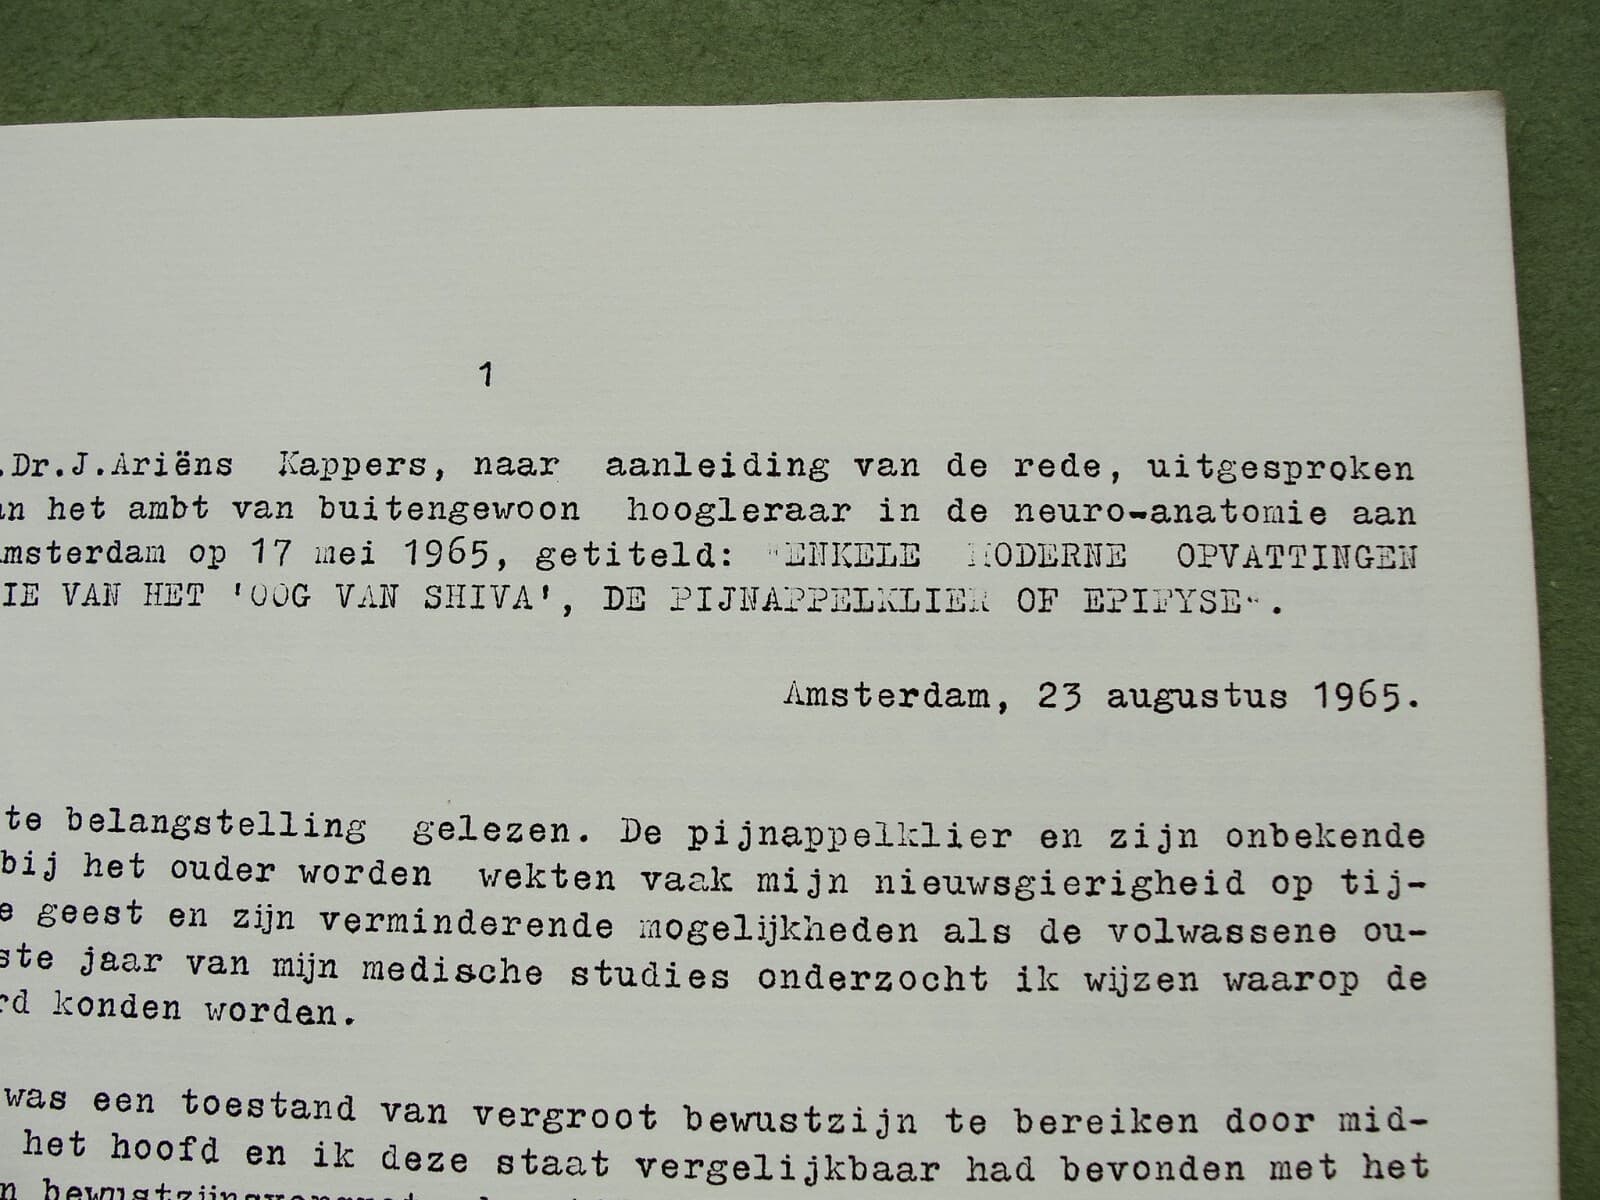 1
.Dr.J.Ariëns Kappers, naar aanleiding van de rede, uitgesproken
an het ambt van buitengewoon hoogleraar in de neuro-anatomie aan
msterdam op 17 mei 1965, getiteld: "ENKELE MODERNE OPVATTINGEN
IE VAN HET 'OOG VAN SHIVA', DE PIJNAPPELKLIER OF EPIFYSE".
Amsterdam, 23 augustus 1965.
te belangstelling gelezen. De pijnappelklier en zijn onbekende
bij het ouder worden wekten vaak mijn nieuwsgierigheid op tij-
e geest en zijn verminderende mogelijkheden als de volwassene ou-
ste jaar van mijn medische studies onderzocht ik wijzen waarop de
rd konden worden.
was een toestand van vergroot bewustzijn te bereiken door mid-
het hoofd en ik deze staat vergelijkbaar had bevonden met het